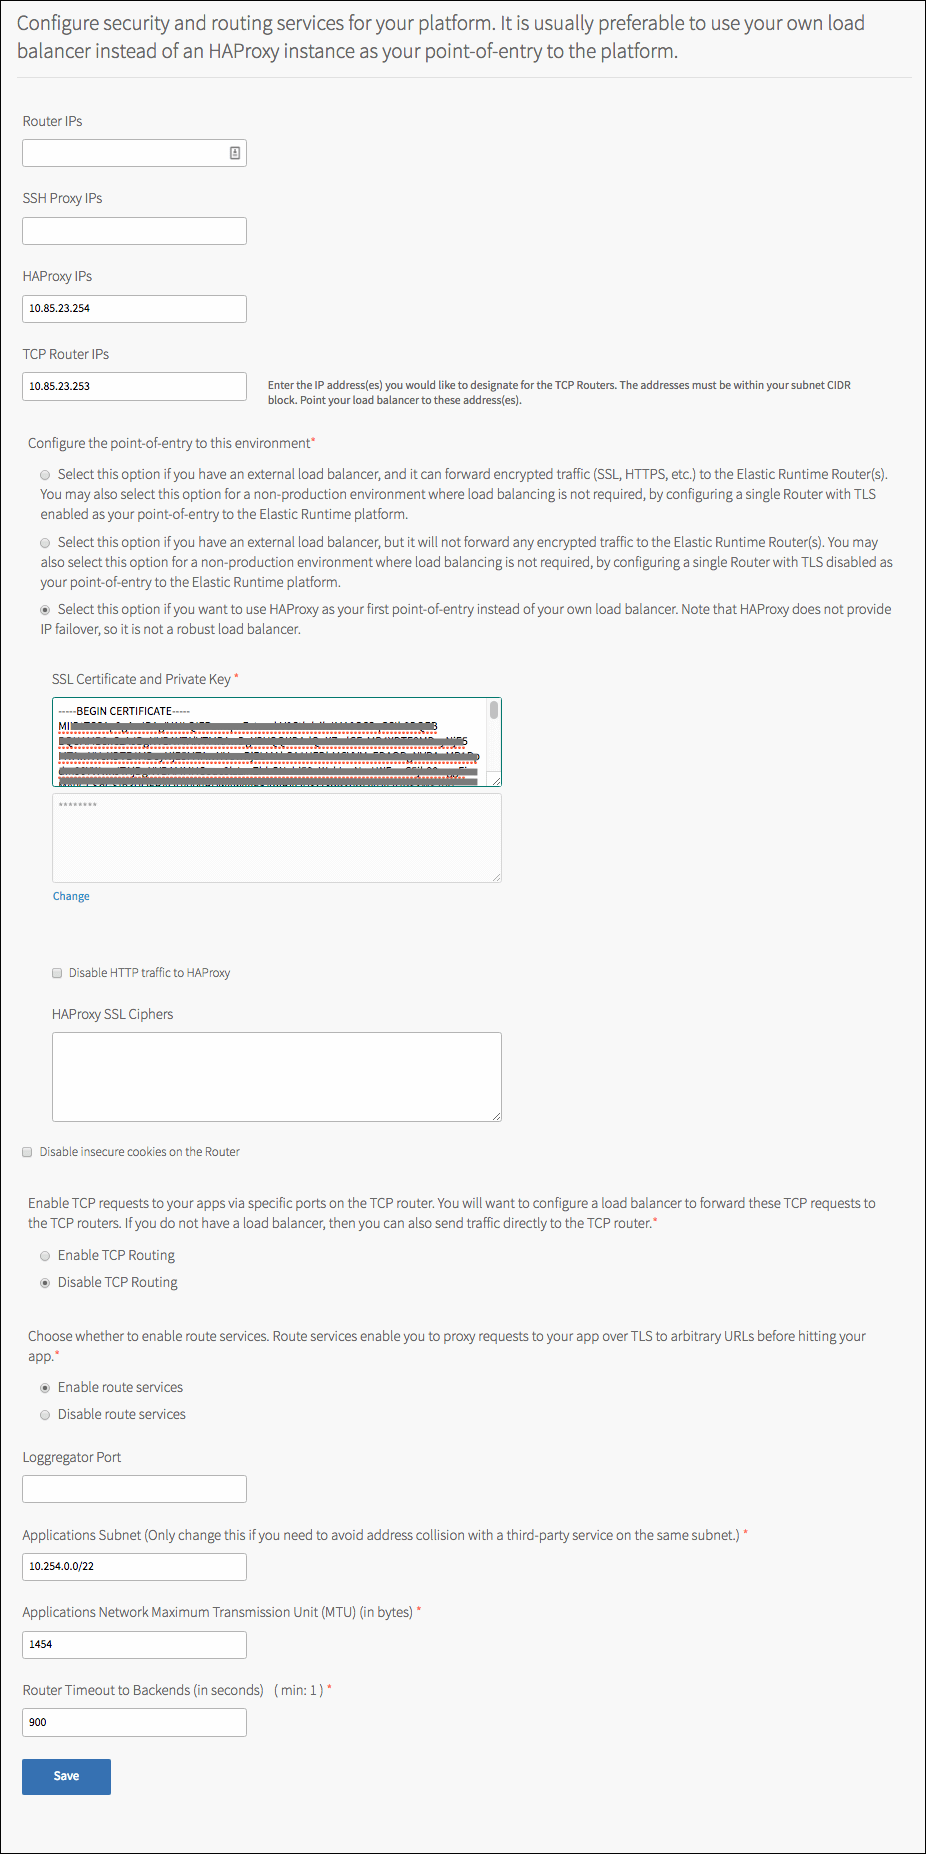 Configure security and routing services for your platform. It is usually preferable to use your own load
balancer instead of an HAProxy instance as your point-of-entry to the platform.
Router IPs
SSH Proxy IPs
HAProxy IPs
10.85.23.254
TCP Router IPs
10.85.23.253
Enter the IP address(es) you would like to designate for the TCP Routers. The addresses must be within your subnet CIDR
block. Point your load balancer to these address(es).
Configure the point-of-entry to this environment*
Select this option if you have an external load balancer, and it can forward encrypted traffic (SSL, HTTPS, etc.) to the Elastic Runtime Router(s).
You may also select this option for a non-production environment where load balancing is not required, by configuring a single Router with TLS
enabled as your point-of-entry to the Elastic Runtime platform.
Select this option if you have an external load balancer, but it will not forward any encrypted traffic to the Elastic Runtime Router(s). You may
also select this option for a non-production environment where load balancing is not required, by configuring a single Router with TLS disabled as
your point-of-entry to the Elastic Runtime platform.
Select this option if you want to use HAProxy as your first point-of-entry instead of your own load balancer. Note that HAProxy does not provide
IP failover, so it is not a robust load balancer.
SSL Certificate and Private Key *
-----BEGIN CERTIFICATE-----
********
Change
Disable HTTP traffic to HAProxy
HAProxy SSL Ciphers
Disable insecure cookies on the Router
Enable TCP requests to your apps via specific ports on the TCP router. You will want to configure a load balancer to forward these TCP requests to
the TCP routers. If you do not have a load balancer, then you can also send traffic directly to the TCP router.*
Enable TCP Routing
Disable TCP Routing
Choose whether to enable route services. Route services enable you to proxy requests to your app over TLS to arbitrary URLs before hitting your
app.*
Enable route services
Disable route services
Loggregator Port
Applications Subnet (Only change this if you need to avoid address collision with a third-party service on the same subnet.) *
10.254.0.0/22
Applications Network Maximum Transmission Unit (MTU) (in bytes) *
1454
Router Timeout to Backends (in seconds) ( min: 1 ) *
900
Save